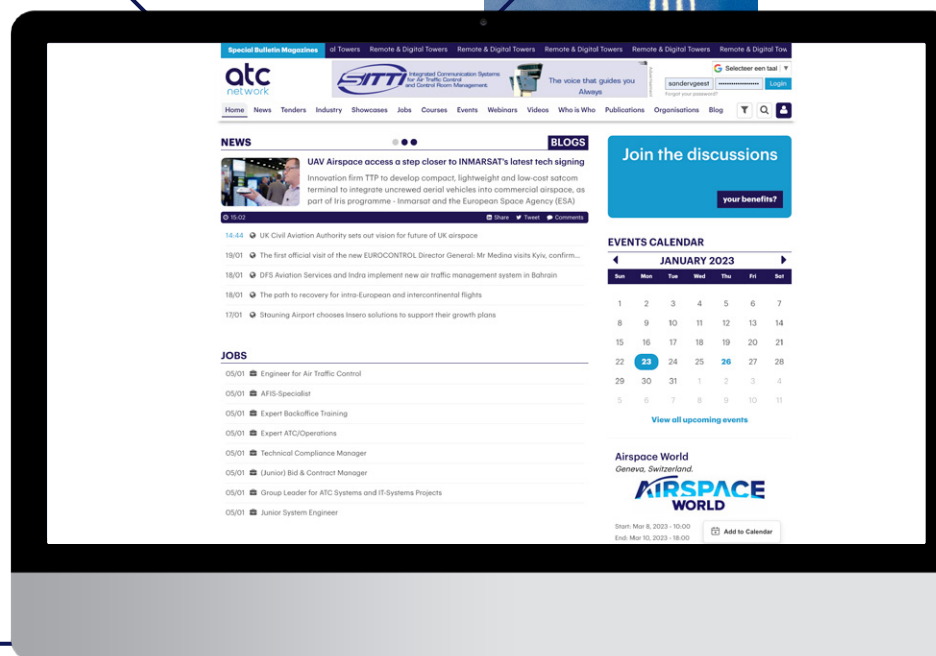 Special Bulletin Magazines al Towers Remote & Digital Towers Remote & Digital Towers Remote & Digital Towers Remote & Digital Towers Remote & Digital Tow
G Selecteer een taal ▼
atc
network
SITTI
Integrated Communication Systems
for Air Traffic Control
and Control Room Management
The voice that guides you
Always
Advertisement
sandervgeest
Login
Forgot your password?
Home News Tenders Industry Showcases Jobs Courses Events Webinars Videos Who is Who Publications Organisations Blog
NEWS
BLOGS
UAV Airspace access a step closer to INMARSAT's latest tech signing
Innovation firm TTP to develop compact, lightweight and low-cost satcom
terminal to integrate uncrewed aerial vehicles into commercial airspace, as
part of Iris programme - Inmarsat and the European Space Agency (ESA)
15:02 Share Tweet Comments
14:44 UK Civil Aviation Authority sets out vision for future of UK airspace
19/01 The first official visit of the new EUROCONTROL Director General: Mr Medina visits Kyiv, confirm...
18/01 DFS Aviation Services and Indra implement new air traffic management system in Bahrain
18/01 The path to recovery for intra-European and intercontinental flights
17/01 Stauning Airport chooses Insero solutions to support their growth plans
JOBS
05/01 Engineer for Air Traffic Control
05/01 AFIS-Specialist
05/01 Expert Backoffice Training
05/01 Expert ATC/Operations
05/01 Technical Compliance Manager
05/01 (Junior) Bid & Contract Manager
05/01 Group Leader for ATC Systems and IT-Systems Projects
05/01 Junior System Engineer
Join the discussions
your benefits?
EVENTS CALENDAR
JANUARY 2023
Sun Mon Tue Wed Thu Fri Sat
1 2 3 4 5 6 7
8 9 10 11 12 13 14
15 16 17 18 19 20 21
22 23 24 25 26 27 28
29 30 31 1 2 3 4
5 6 7 8 9 10 11
View all upcoming events
Airspace World
Geneva, Switzerland.
AIRSPACE
WORLD
Start: Mar 8, 2023 - 10:00
End: Mar 10, 2023 - 18:00
Add to Calendar